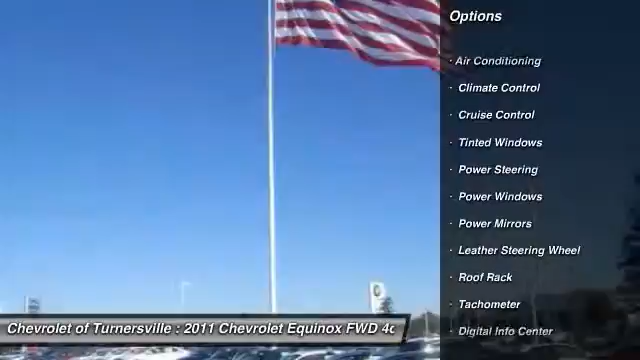 Options
· Air Conditioning
· Climate Control
· Cruise Control
· Tinted Windows
· Power Steering
· Power Windows
· Power Mirrors
· Leather Steering Wheel
· Roof Rack
· Tachometer
· Digital Info Center
Chevrolet of Turnersville : 2011 Chevrolet Equinox FWD 4d